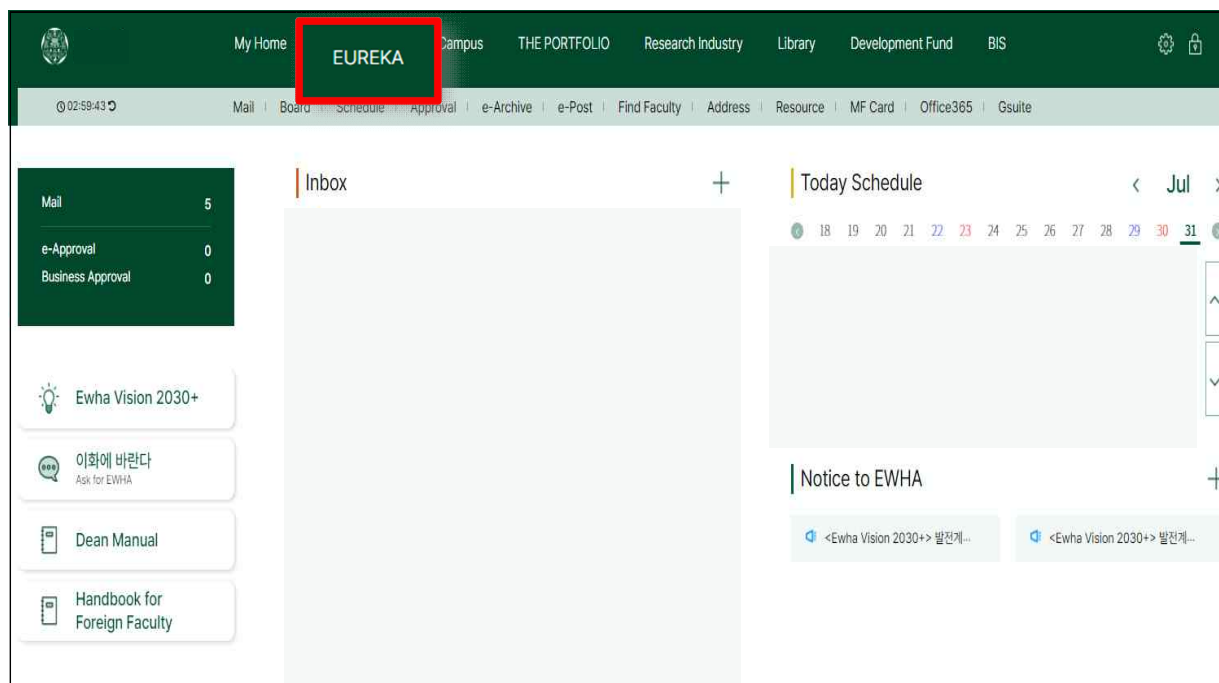 My Home EUREKA Campus THE PORTFOLIO Research Industry Library Development Fund BIS
02:59:43 Mail Board Schedule Approval e-Archive e-Post Find Faculty Address Resource MF Card Office365 Gsuite
Mail 5
e-Approval 0
Business Approval 0
Ewha Vision 2030+
이화에 바란다
Ask for EWHA
Dean Manual
Handbook for
Foreign Faculty
Inbox
Today Schedule
< Jul >
18 19 20 21 22 23 24 25 26 27 28 29 30 31
Notice to EWHA
<Ewha Vision 2030+> 발전계... <Ewha Vision 2030+> 발전계...